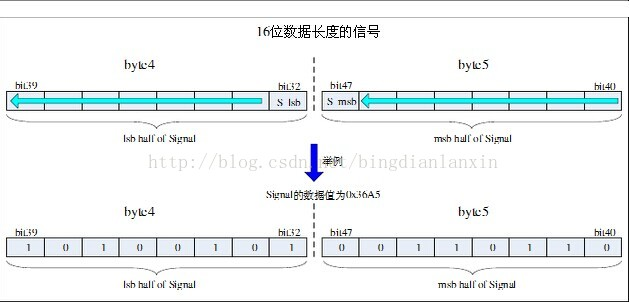 16位数据长度的信号
byte4 byte5
bit39 bit32 bit47 bit40
S lsb S msb
lsb half of Signal msb half of Signal
http://blog.csdn.net/bingdianlanxin
举例
Signal的数据值为0x36A5
byte4 byte5
bit39 bit32 bit47 bit40
1 0 1 0 0 1 0 1 0 0 1 1 0 1 1 0
lsb half of Signal msb half of Signal